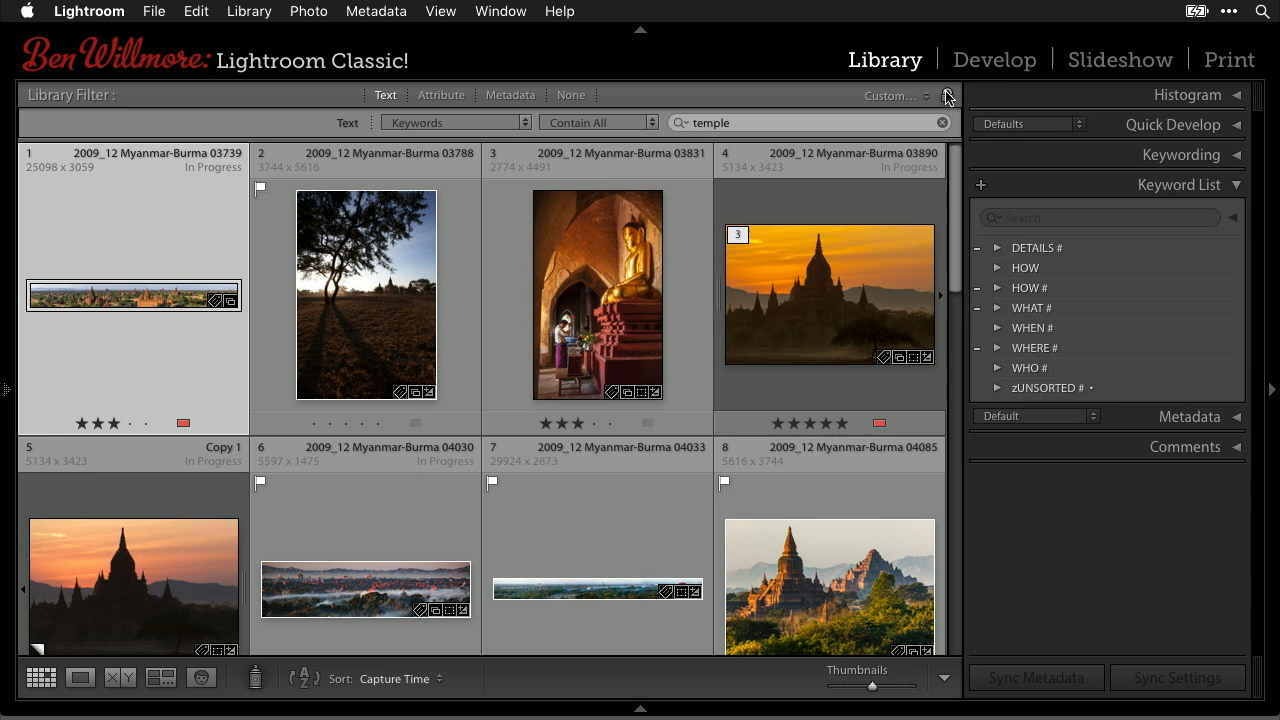 Lightroom File Edit Library Photo Metadata View Window Help
Ben Willmore: Lightroom Classic!
Library Develop Slideshow Print
Library Filter : Text Attribute Metadata None Custom...
Text Keywords Contain All temple
1 2009_12 Myanmar-Burma 03739
25098 x 3059 In Progress
2 2009_12 Myanmar-Burma 03788
3744 x 5616
3 2009_12 Myanmar-Burma 03831
2774 x 4491
4 2009_12 Myanmar-Burma 03890
5134 x 3423 In Progress
3
5 Copy 1
5134 x 3423 In Progress
6 2009_12 Myanmar-Burma 04030
5597 x 1475 In Progress
7 2009_12 Myanmar-Burma 04033
29924 x 2873
8 2009_12 Myanmar-Burma 04085
5616 x 3744
Histogram
Defaults Quick Develop
Keywording
Keyword List
Search
DETAILS #
HOW
HOW #
WHAT #
WHEN #
WHERE #
WHO #
zUNSORTED #
Default Metadata
Comments
X Y A Z Sort: Capture Time Thumbnails
Sync Metadata Sync Settings